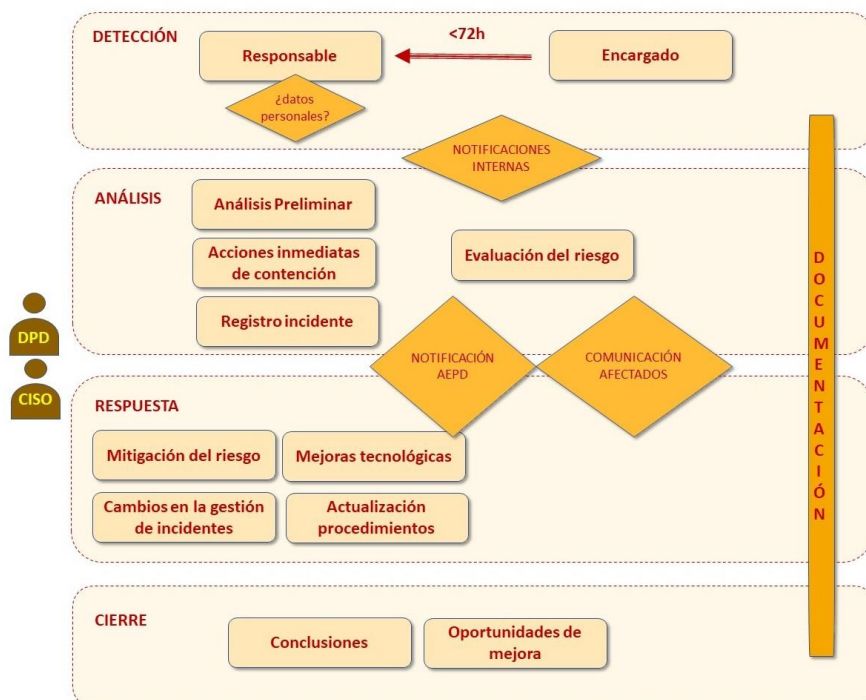 DETECCIÓN
Responsable
<72h
Encargado
¿datos
personales?
NOTIFICACIONES
INTERNAS
ANÁLISIS
Análisis Preliminar
Acciones inmediatas
de contención
Evaluación del riesgo
Registro incidente
DPD
CISO
NOTIFICACIÓN
AEPD
COMUNICACIÓN
AFECTADOS
RESPUESTA
Mitigación del riesgo
Mejoras tecnológicas
Cambios en la gestión
de incidentes
Actualización
procedimientos
CIERRE
Conclusiones
Oportunidades de
mejora
DOCUMENTACIÓN